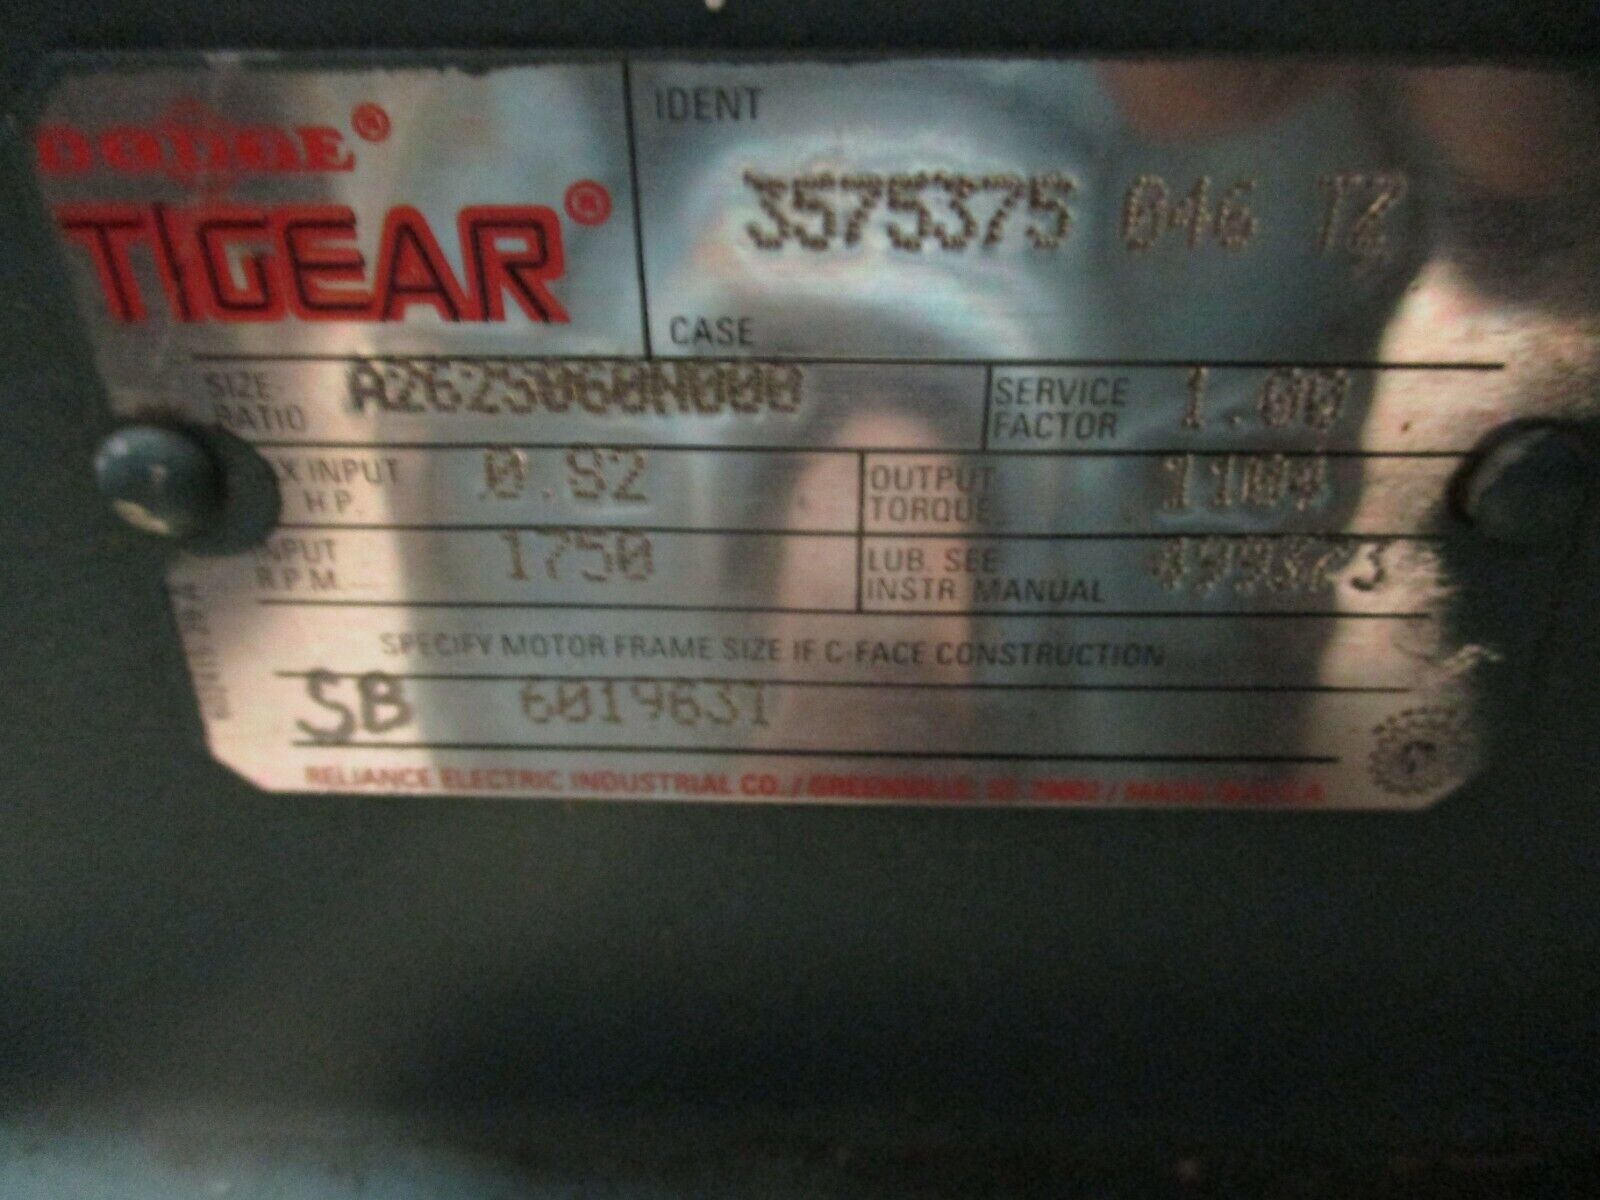 DODGE®
TIGEAR®
IDENT
3575375 046 TZ
CASE
SIZE RATIO A262S060N000
SERVICE FACTOR 1.00
INPUT H.P. 0.82
OUTPUT TORQUE 1104
INPUT R.P.M. 1750
LUB. SEE INSTR. MANUAL
SPECIFY MOTOR FRAME SIZE IF C-FACE CONSTRUCTION
SB 6019631
RELIANCE ELECTRIC INDUSTRIAL CO. / GREENVILLE